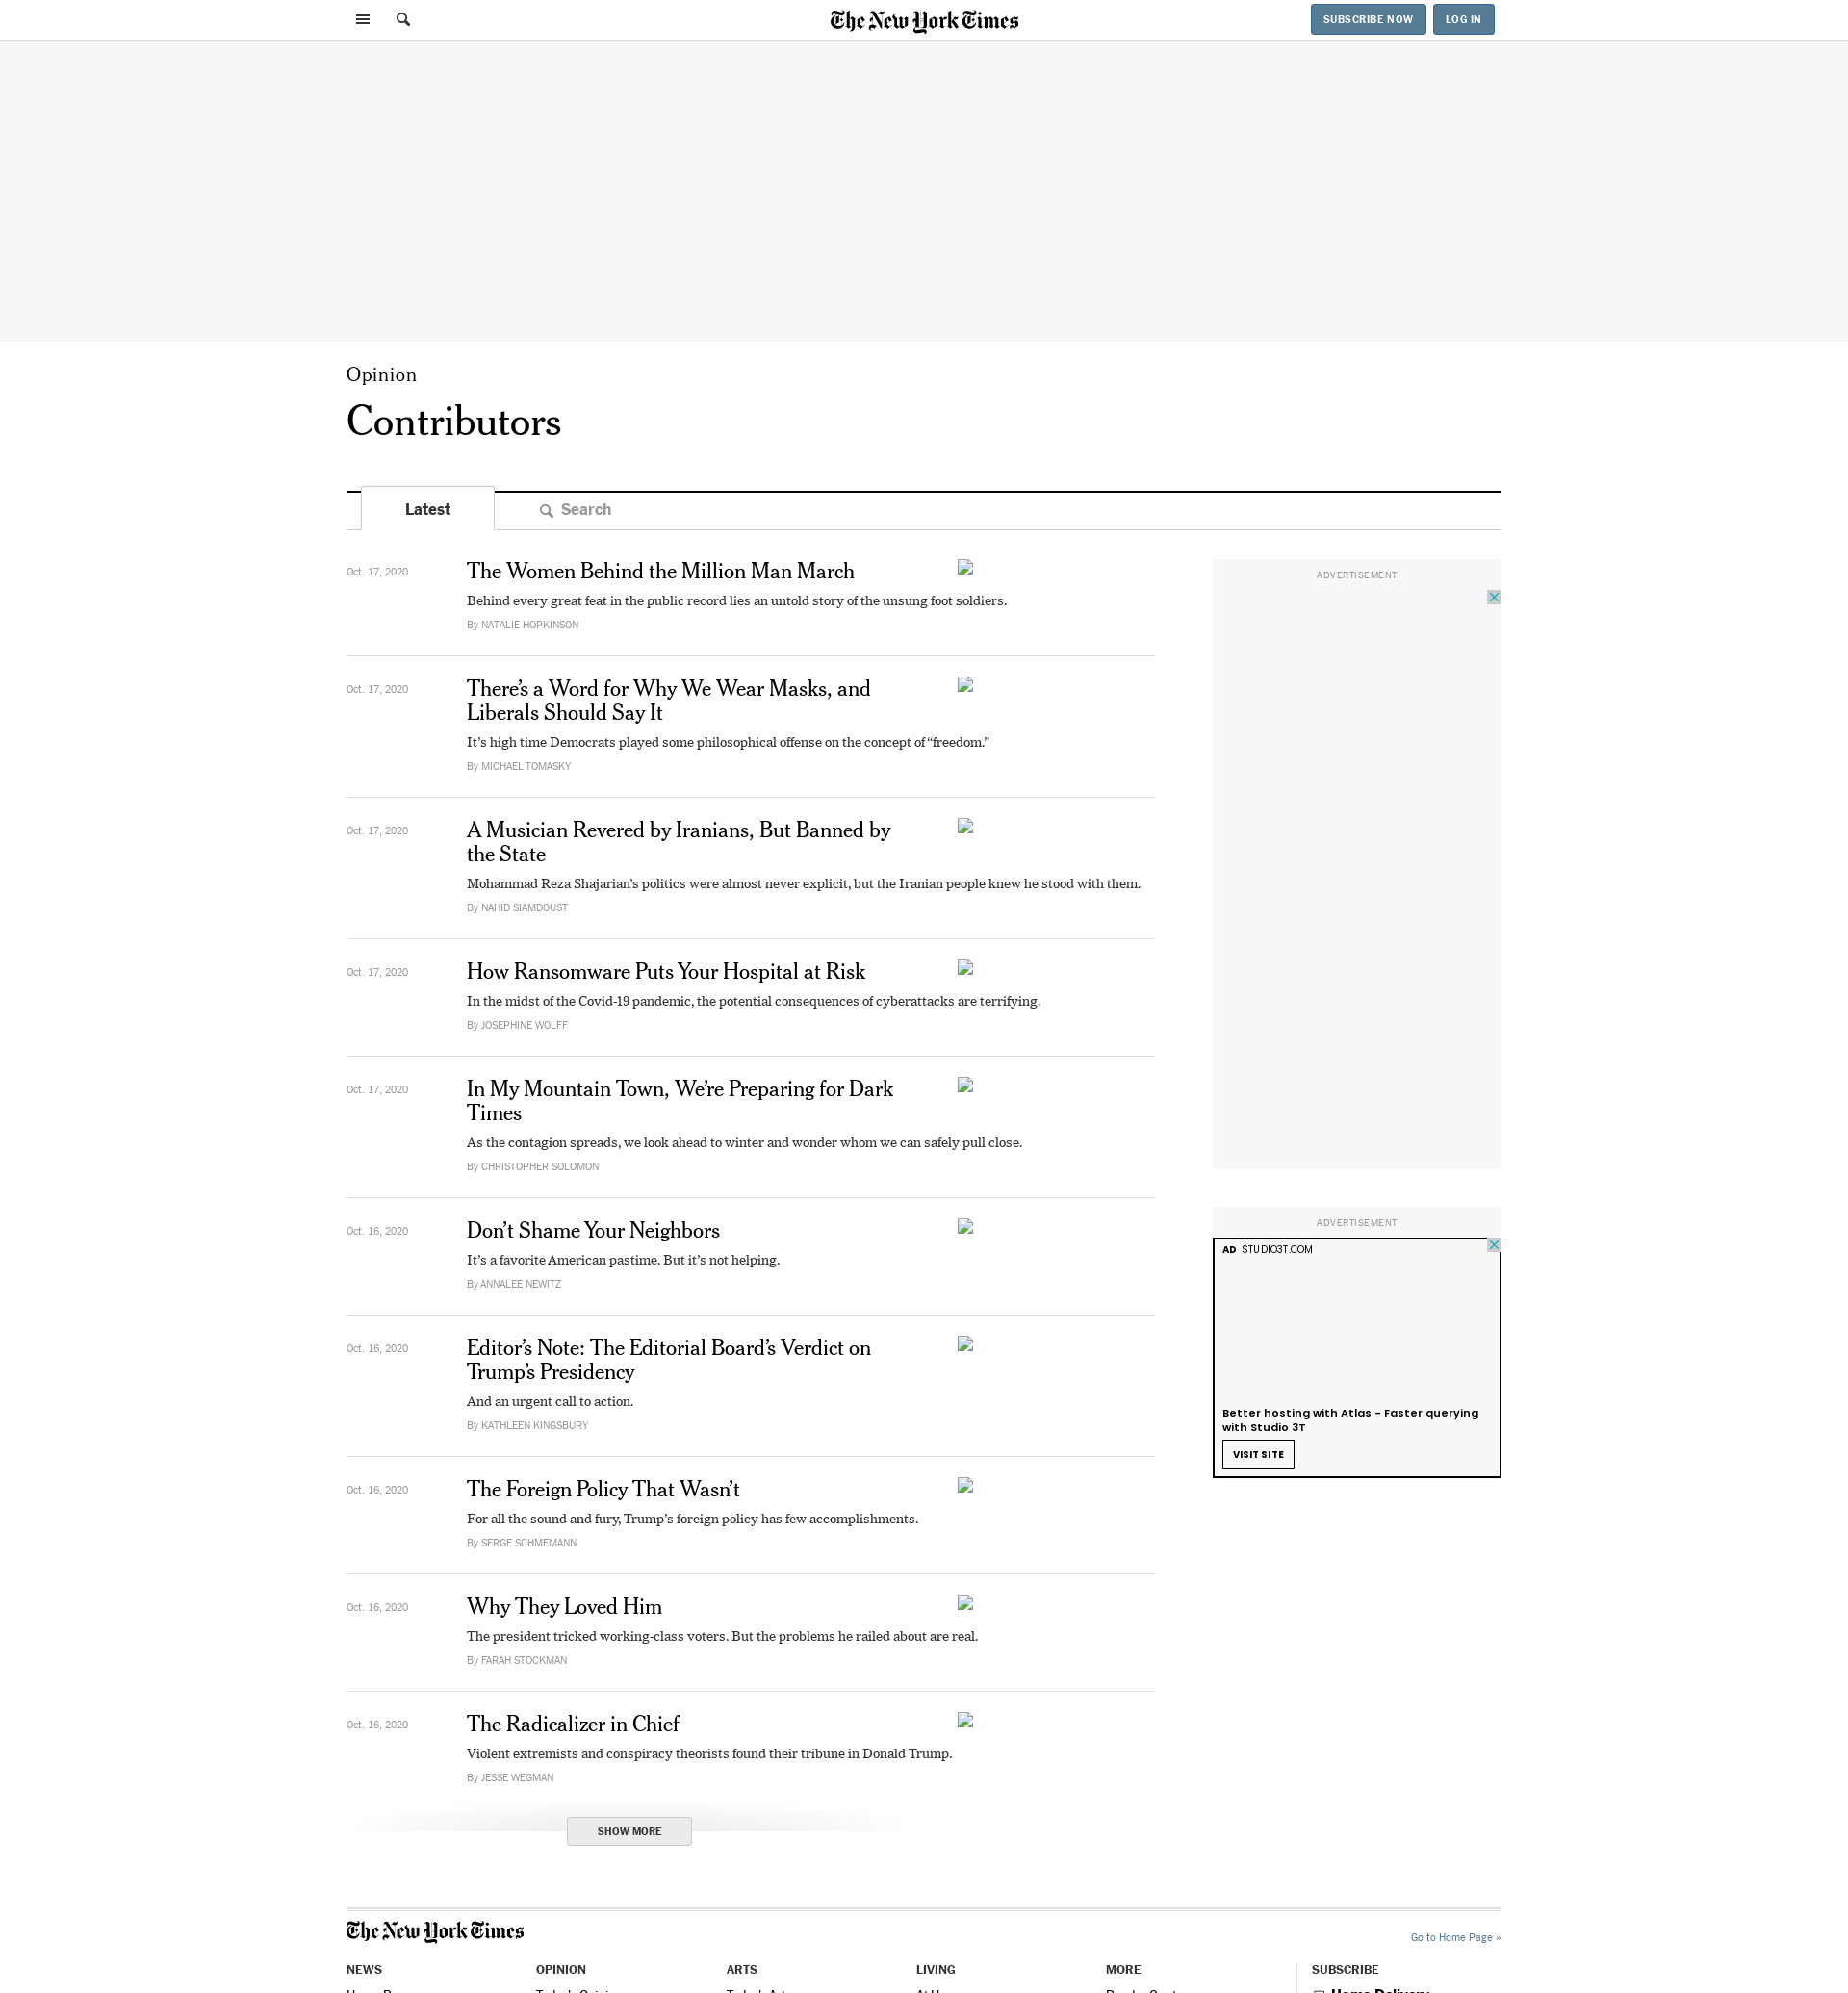 The New York Times
SUBSCRIBE NOW
LOG IN
Opinion
Contributors
Latest
Search
Oct. 17, 2020
The Women Behind the Million Man March
Behind every great feat in the public record lies an untold story of the unsung foot soldiers.
By NATALIE HOPKINSON
Oct. 17, 2020
There’s a Word for Why We Wear Masks, and
Liberals Should Say It
It’s high time Democrats played some philosophical offense on the concept of “freedom.”
By MICHAEL TOMASKY
Oct. 17, 2020
A Musician Revered by Iranians, But Banned by
the State
Mohammad Reza Shajarian’s politics were almost never explicit, but the Iranian people knew he stood with them.
By NAHID SIAMDOUST
Oct. 17, 2020
How Ransomware Puts Your Hospital at Risk
In the midst of the Covid-19 pandemic, the potential consequences of cyberattacks are terrifying.
By JOSEPHINE WOLFF
Oct. 17, 2020
In My Mountain Town, We’re Preparing for Dark
Times
As the contagion spreads, we look ahead to winter and wonder whom we can safely pull close.
By CHRISTOPHER SOLOMON
Oct. 16, 2020
Don’t Shame Your Neighbors
It’s a favorite American pastime. But it’s not helping.
By ANNALEE NEWITZ
Oct. 16, 2020
Editor’s Note: The Editorial Board’s Verdict on
Trump’s Presidency
And an urgent call to action.
By KATHLEEN KINGSBURY
Oct. 16, 2020
The Foreign Policy That Wasn’t
For all the sound and fury, Trump’s foreign policy has few accomplishments.
By SERGE SCHMEMANN
Oct. 16, 2020
Why They Loved Him
The president tricked working-class voters. But the problems he railed about are real.
By FARAH STOCKMAN
Oct. 16, 2020
The Radicalizer in Chief
Violent extremists and conspiracy theorists found their tribune in Donald Trump.
By JESSE WEGMAN
SHOW MORE
ADVERTISEMENT
ADVERTISEMENT
AD STUDIO3T.COM
Better hosting with Atlas - Faster querying
with Studio 3T
VISIT SITE
The New York Times
Go to Home Page »
NEWS
OPINION
ARTS
LIVING
MORE
SUBSCRIBE
Home Delivery